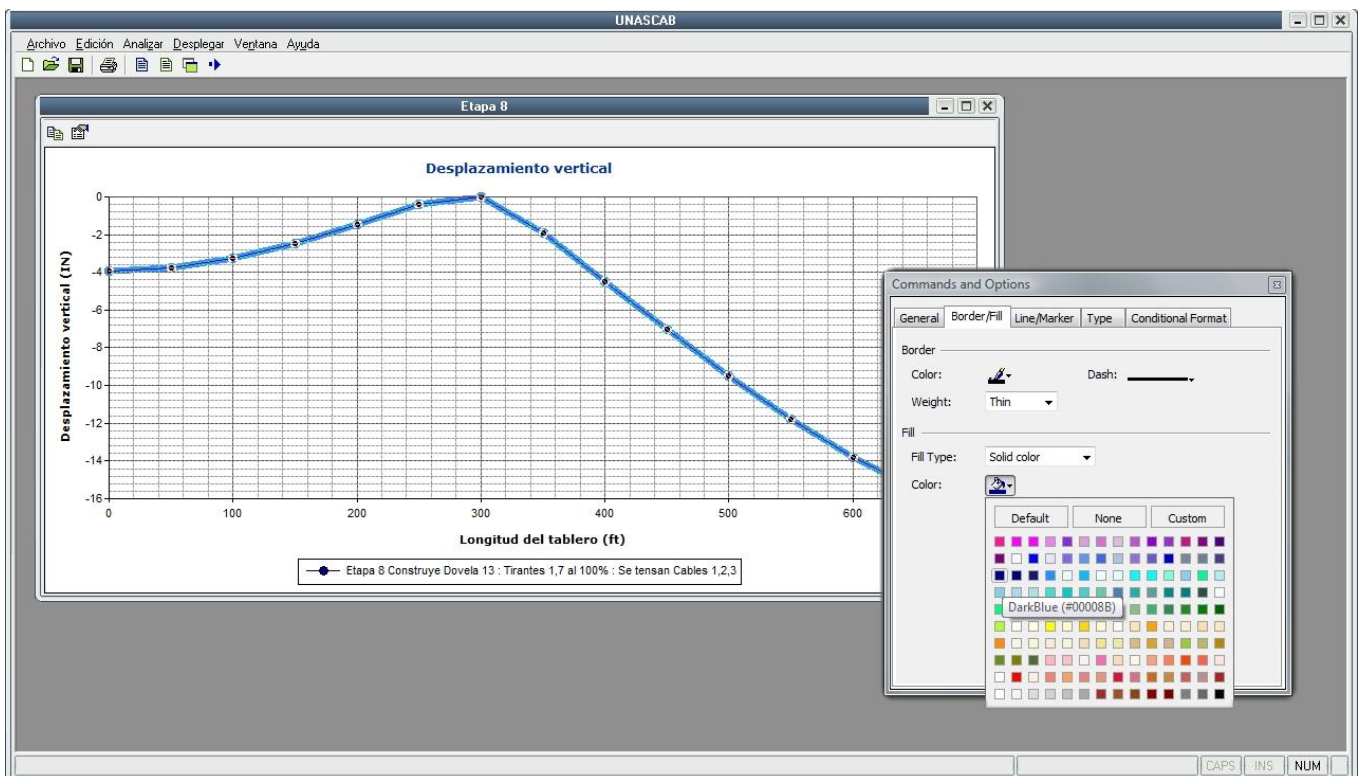 UNASCAB
Archivo Edición Analizar Desplegar Ventana Ayuda
Etapa 8
Desplazamiento vertical
Desplazamiento vertical (IN)
0
-2
-4
-6
-8
-10
-12
-14
-16
0 100 200 300 400 500 600
Longitud del tablero (ft)
Etapa 8 Construye Dovela 13 : Tirantes 1,7 al 100% : Se tensan Cables 1,2,3
Commands and Options
General Border/Fill Line/Marker Type Conditional Format
Border
Color: Dash:
Weight: Thin
Fill
Fill Type: Solid color
Color:
Default None Custom
DarkBlue (#00008B)
CAPS INS NUM